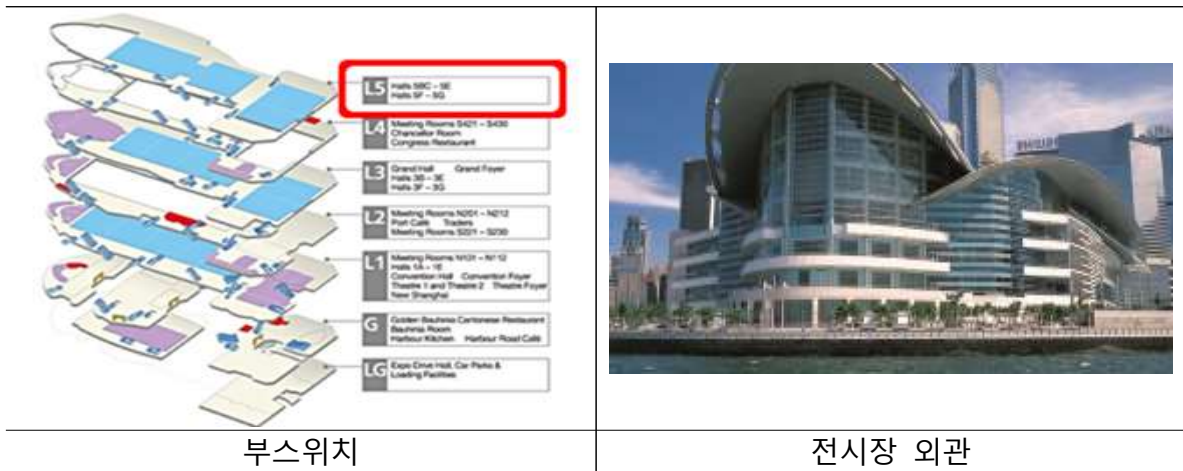 L5
Halls 5BC – 5E
Halls 5F – 5G
L4
Meeting Rooms S421 – S430
Chancellor Room
Congress Restaurant
L3
Grand Hall Grand Foyer
Halls 3B – 3E
Halls 3F – 3G
L2
Meeting Rooms N201 – N212
Port Café Traders
Meeting Rooms S221 – S230
L1
Meeting Rooms N101 – N112
Halls 1A – 1E
Convention Hall Convention Foyer
Theatre 1 and Theatre 2 Theatre Foyer
New Shanghai
G
Golden Bauhinia Cantonese Restaurant
Bauhinia Room
Harbour Kitchen Harbour Road Café
LG
Expo Drive Hall, Car Parks &
Loading Facilities
PHILIPS
부스위치
전시장 외관